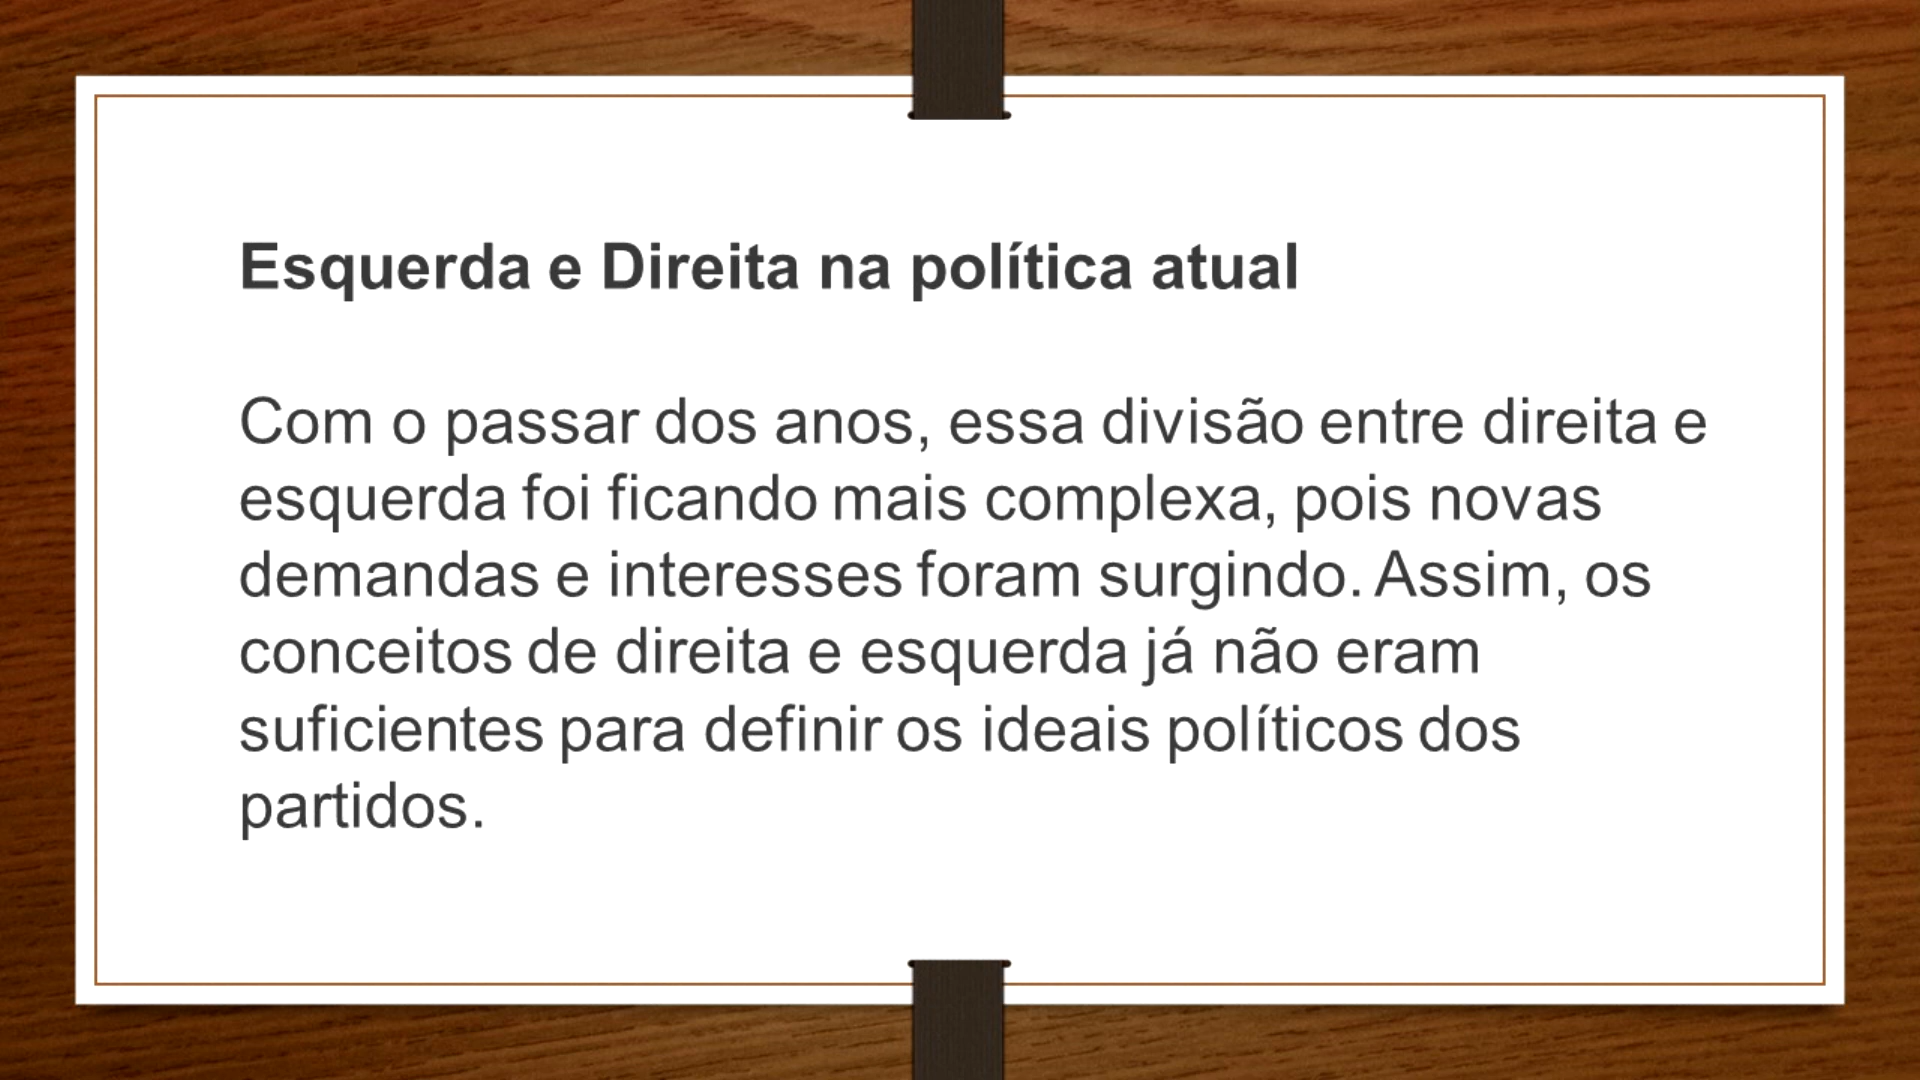 Esquerda e Direita na política atual
Com o passar dos anos, essa divisão entre direita e
esquerda foi ficando mais complexa, pois novas
demandas e interesses foram surgindo. Assim, os
conceitos de direita e esquerda já não eram
suficientes para definir os ideais políticos dos
partidos.